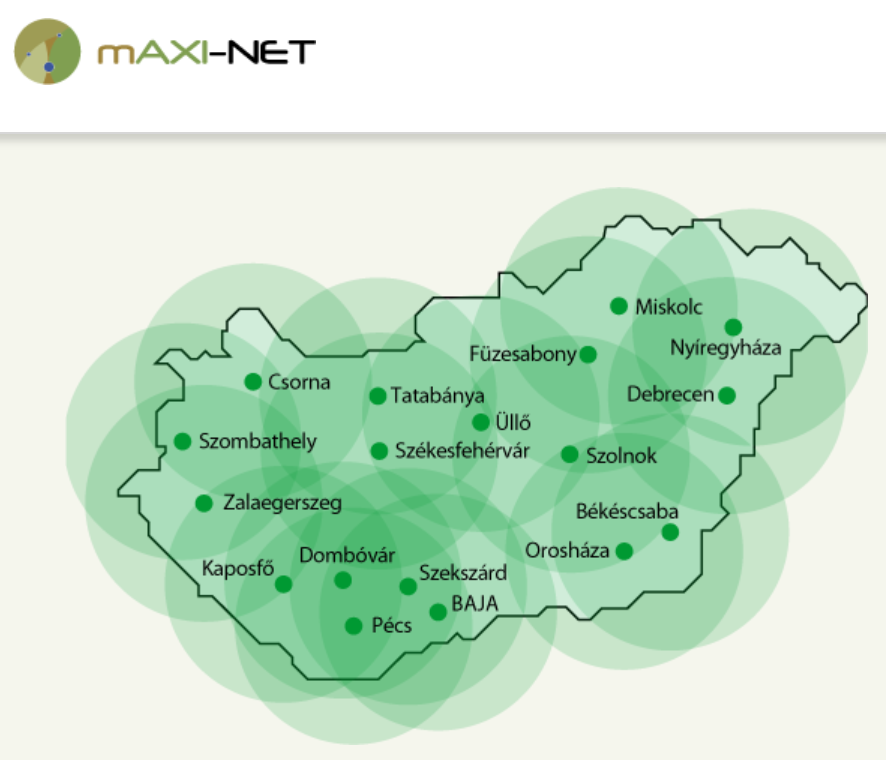 mAXI-NET
Miskolc
Nyíregyháza
Füzesabony
Csorna
Tatabánya
Debrecen
Üllő
Szombathely
Székesfehérvár
Szolnok
Zalaegerszeg
Békéscsaba
Orosháza
Dombóvár
Kaposfő
Szekszárd
BAJA
Pécs